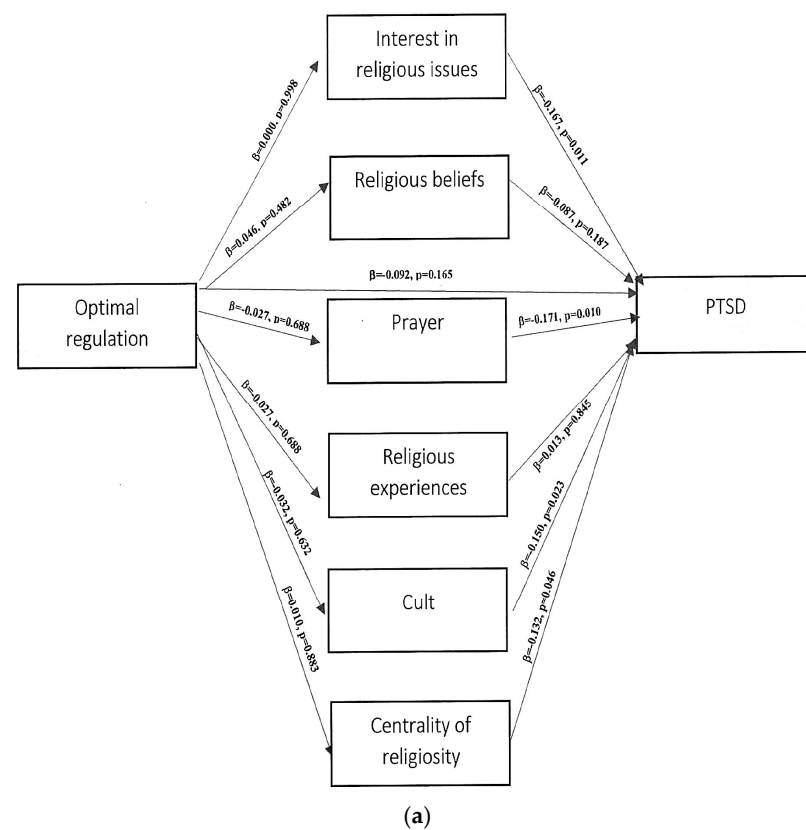 Interest in
religious issues
β=0.000. p=0.998
β=-0.167, p=0.011
Religious beliefs
β=0.046. p=0.482
β=-0.087, p=0.187
β=-0.092, p=0.165
Optimal
regulation
β=-0.027, p=0.688
Prayer
β=-0.171, p=0.010
PTSD
β=-0.027, p=0.688
Religious
experiences
β=0.013, p=0.845
β=-0.032, p=0.632
Cult
β=-0.150, p=0.023
β=0.010, p=0.883
Centrality of
religiosity
β=-0.132, p=0.046
(a)